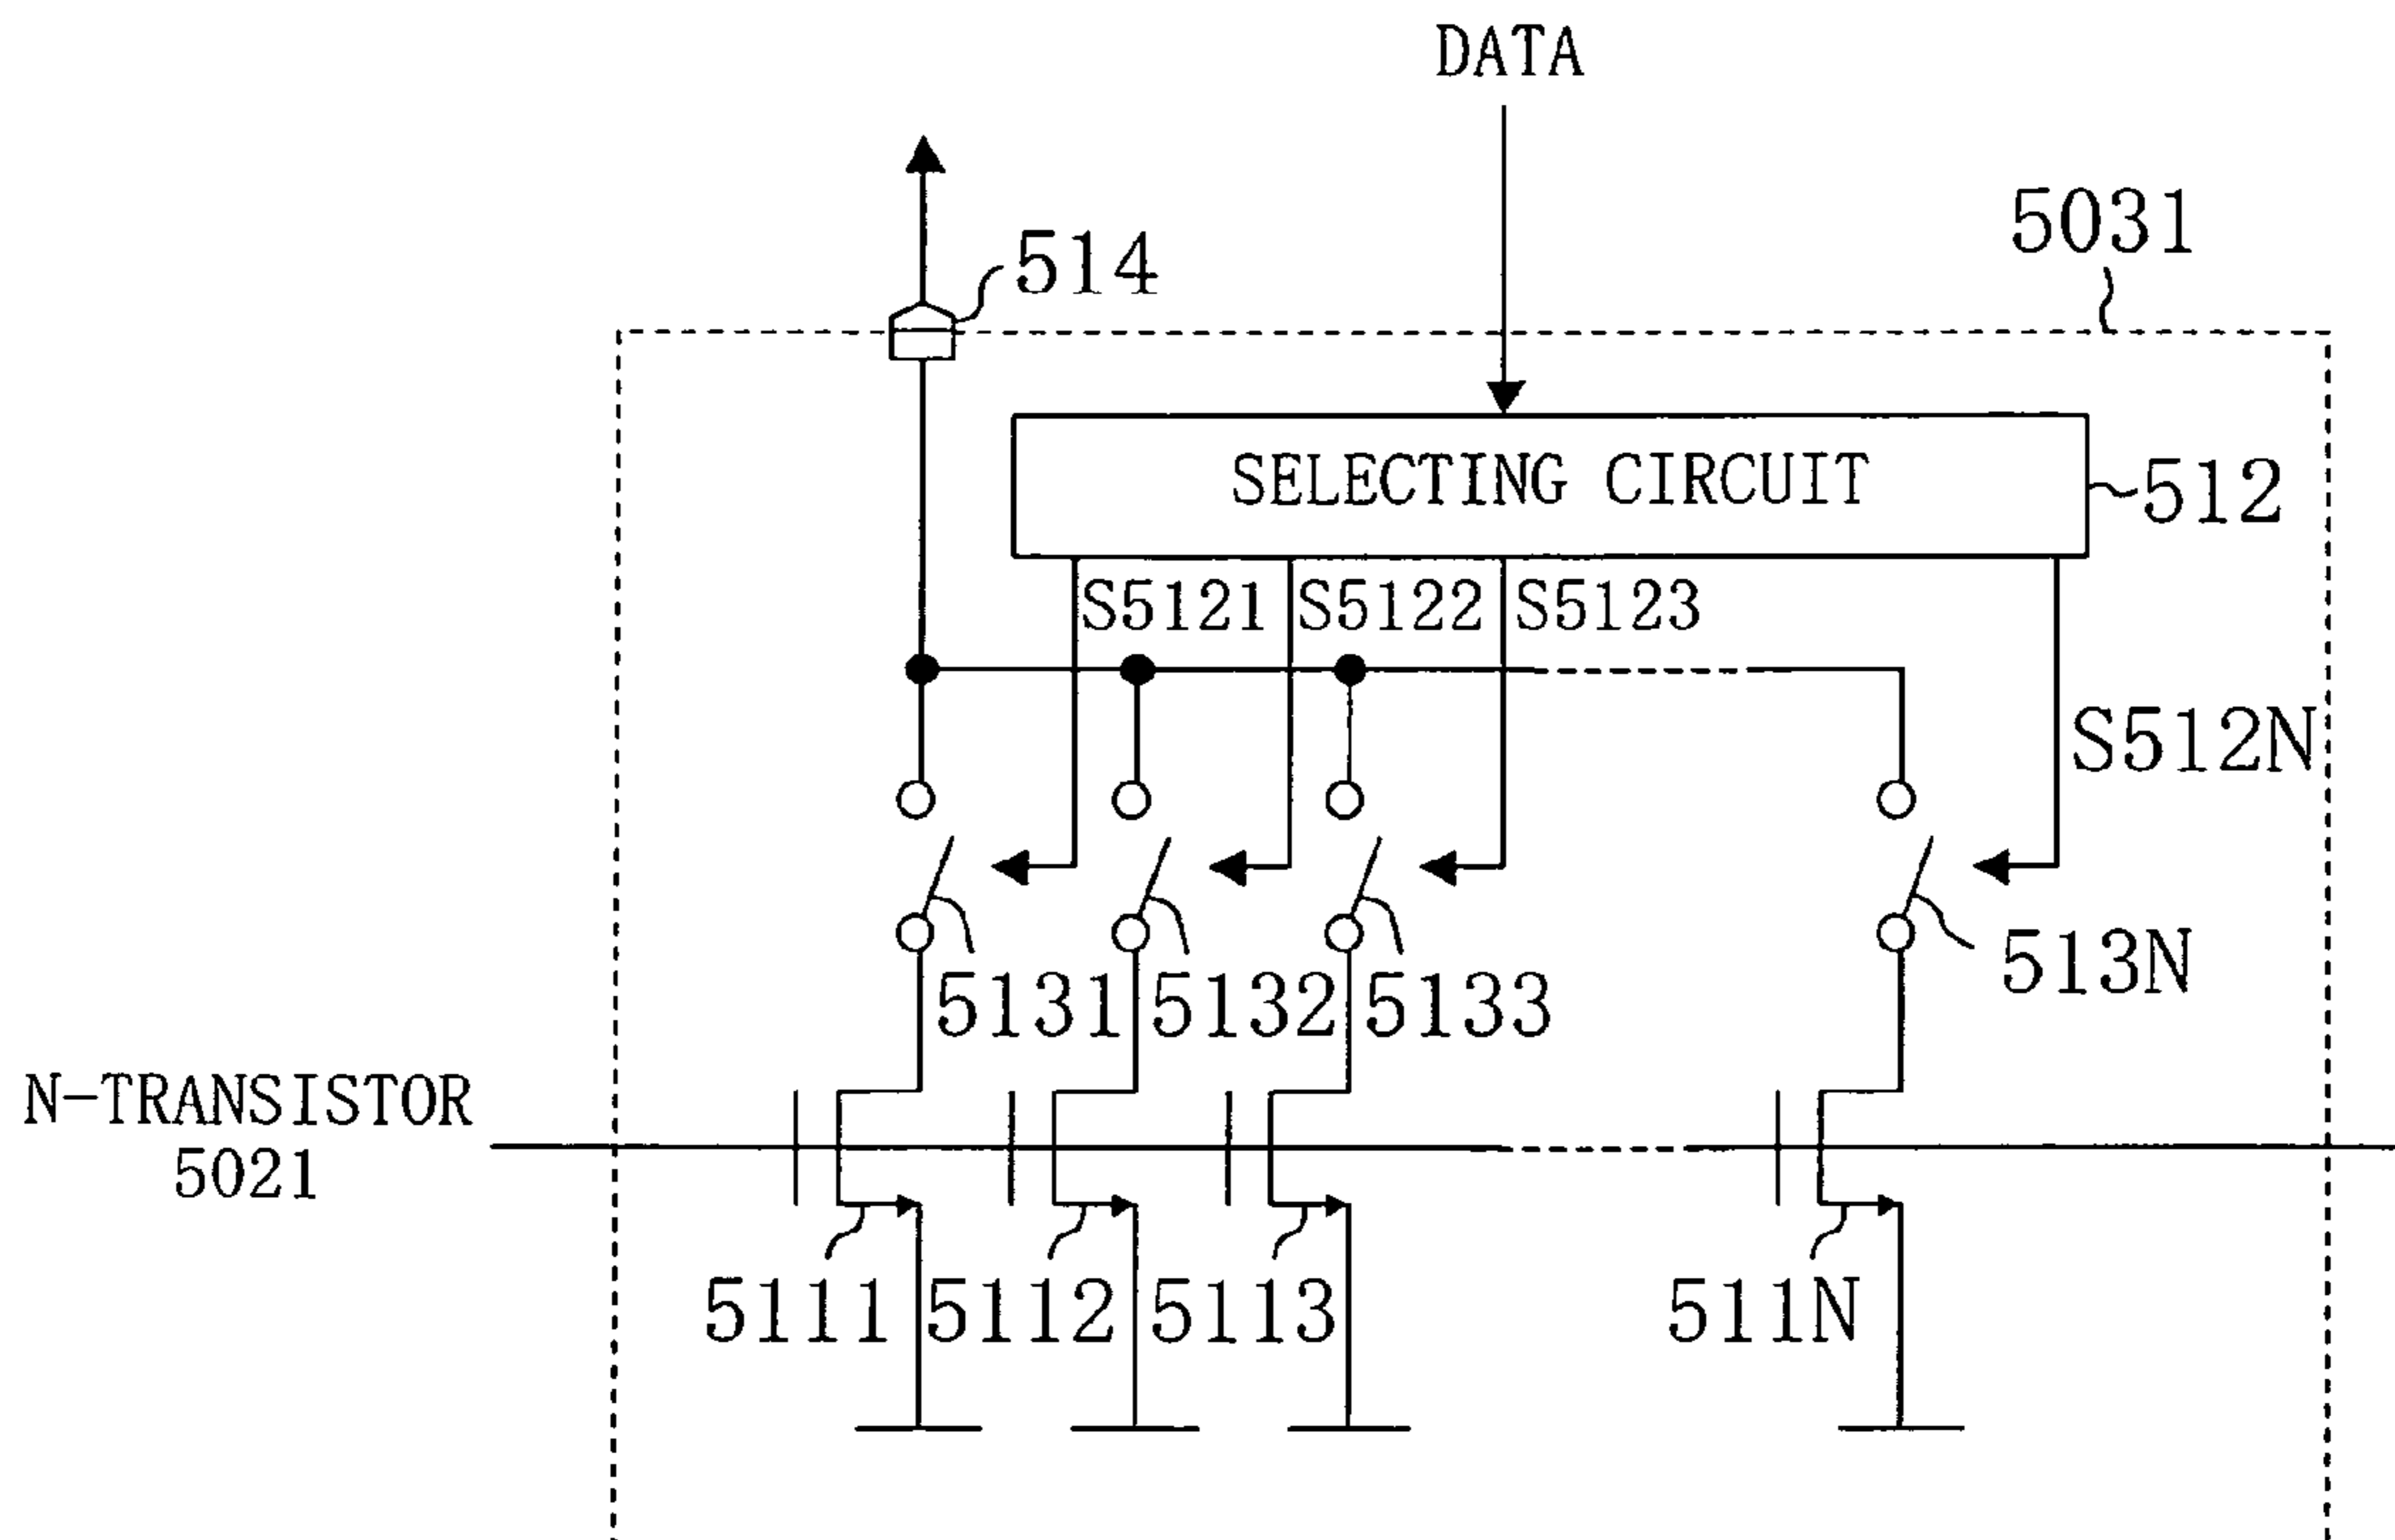 DATA
5031
514
SELECTING CIRCUIT
512
S5121 S5122 S5123
S512N
513N
5131 5132 5133
N-TRANSISTOR
5021
5111 5112 5113 511N